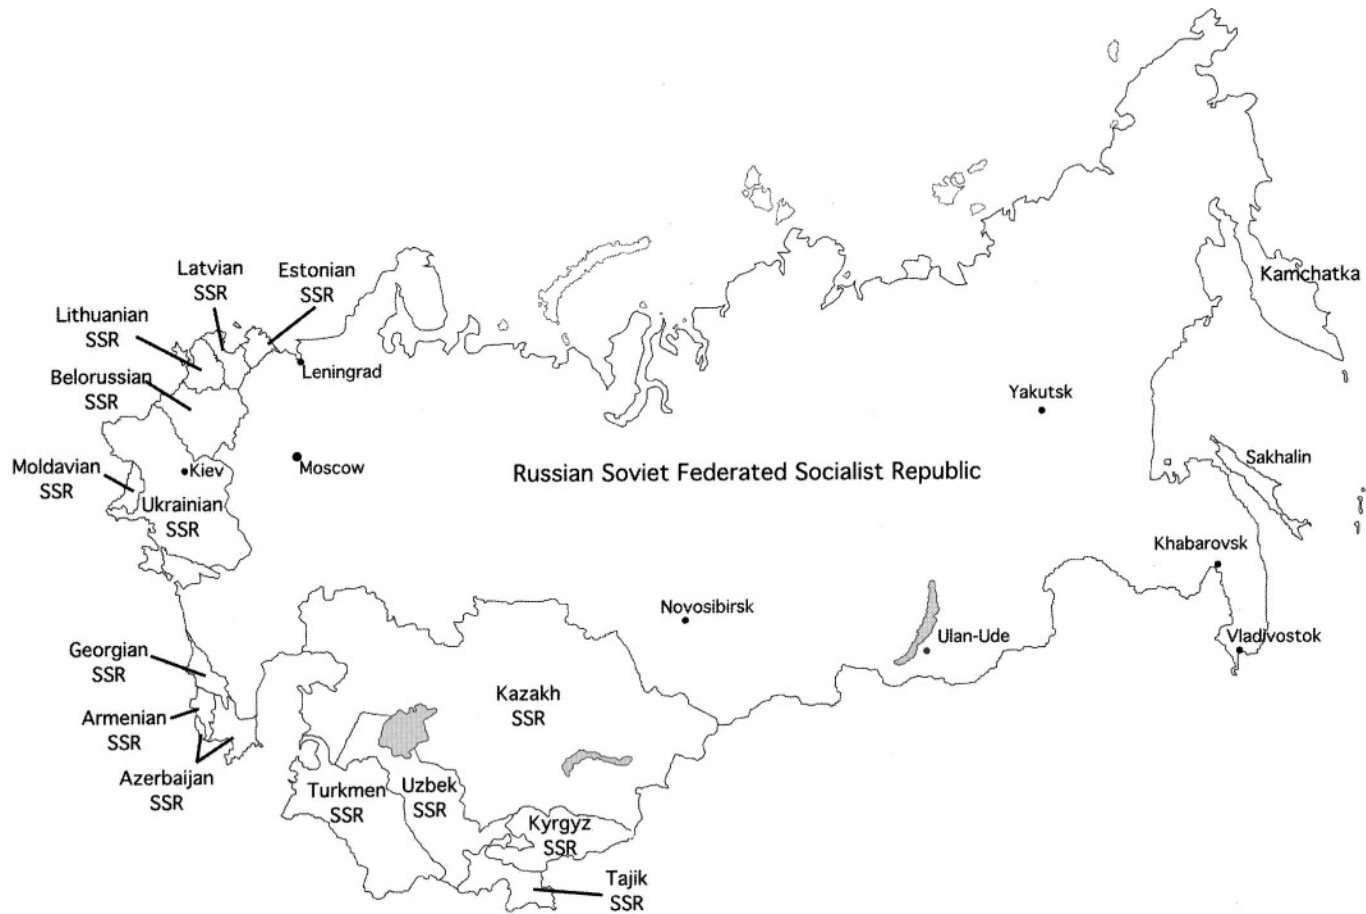 Latvian
SSR
Estonian
SSR
Kamchatka
Lithuanian
SSR
Leningrad
Belorussian
SSR
Yakutsk
Moldavian
SSR
Kiev
Moscow
Russian Soviet Federated Socialist Republic
Sakhalin
Ukrainian
SSR
Khabarovsk
Novosibirsk
Ulan-Ude
Vladivostok
Georgian
SSR
Kazakh
SSR
Armenian
SSR
Azerbaijan
SSR
Turkmen
SSR
Uzbek
SSR
Kyrgyz
SSR
Tajik
SSR